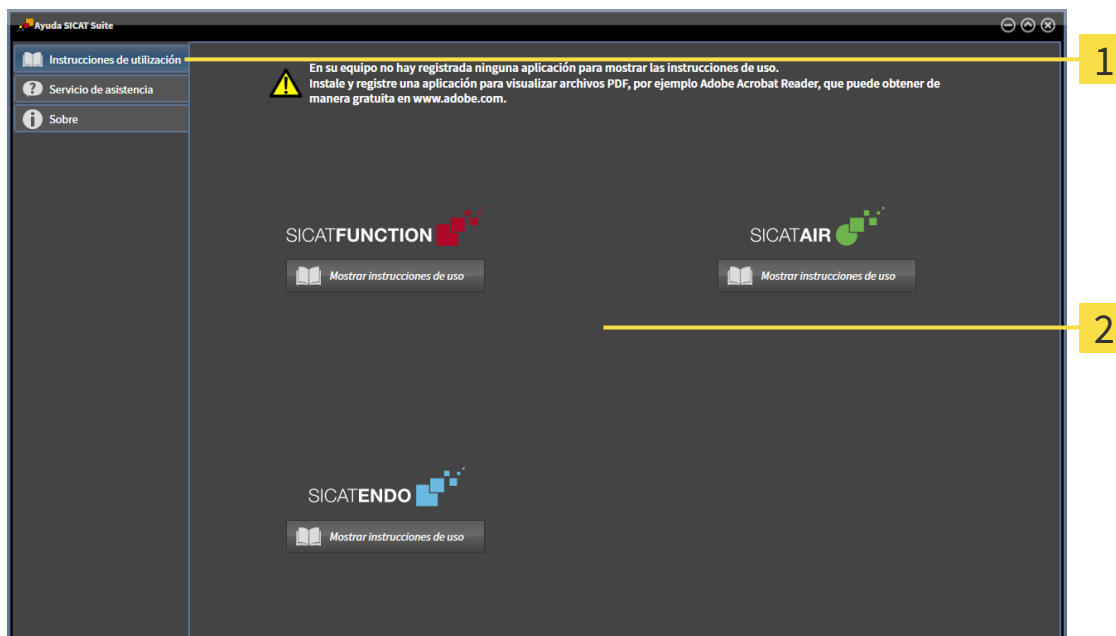 Ayuda SICAT Suite
Instrucciones de utilización
1
Servicio de asistencia
Sobre
En su equipo no hay registrada ninguna aplicación para mostrar las instrucciones de uso.
Instale y registre una aplicación para visualizar archivos PDF, por ejemplo Adobe Acrobat Reader, que puede obtener de
manera gratuita en www.adobe.com.
SICATFUNCTION
SICATAIR
Mostrar instrucciones de uso
Mostrar instrucciones de uso
2
SICATENDO
Mostrar instrucciones de uso